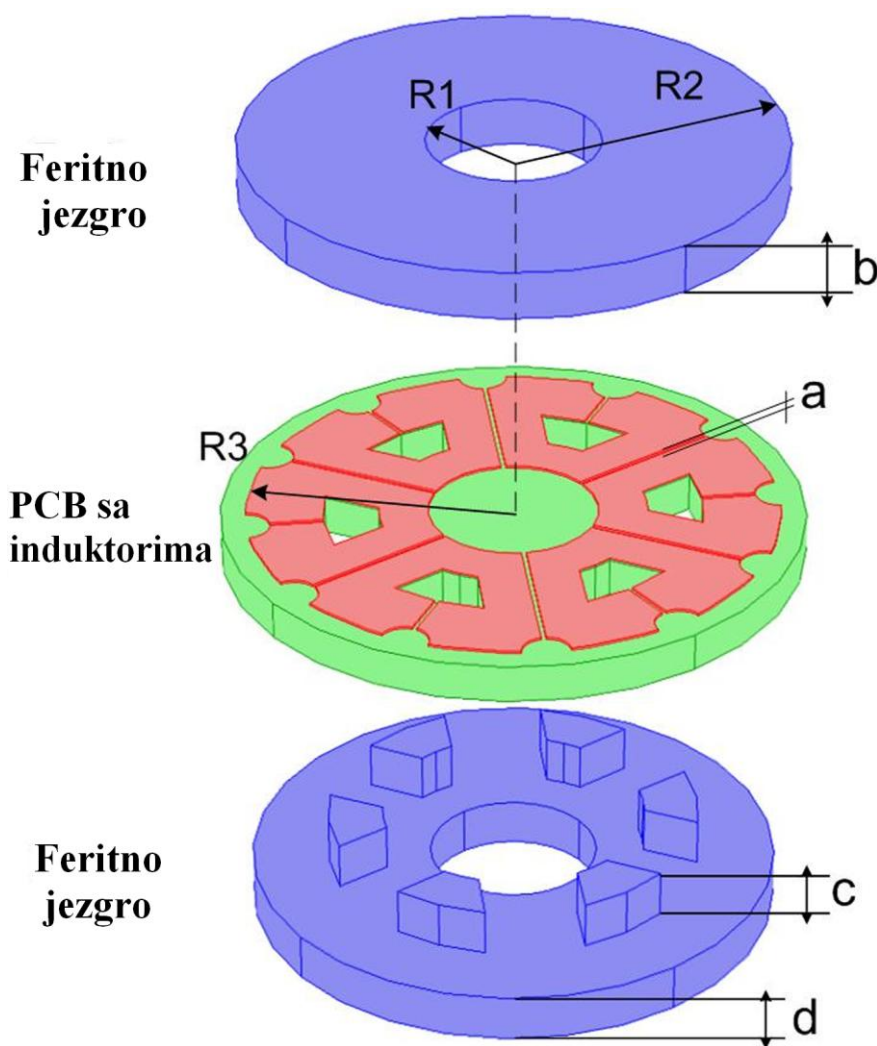 R1
R2
Feritno
jezgro
b
a
R3
PCB sa
induktorima
Feritno
jezgro
c
d